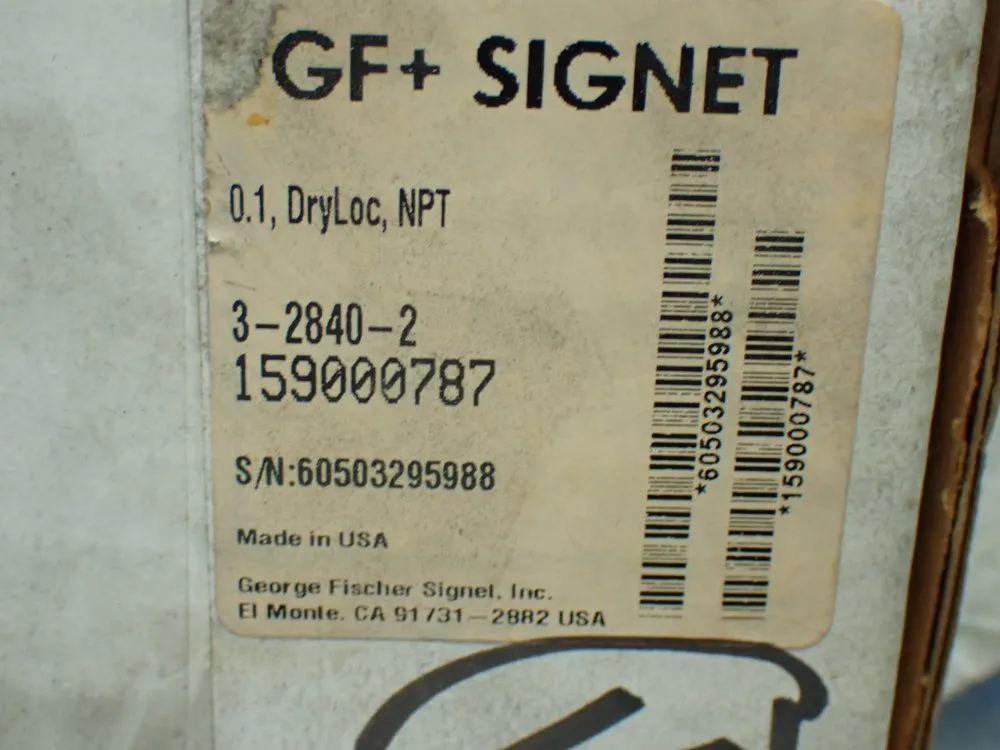 GF+ SIGNET
0.1, DryLoc, NPT
3-2840-2
159000787
S/N:60503295988
Made in USA
George Fischer Signet, Inc.
El Monte, CA 91731-2882 USA
*60503295988*
*159000787*